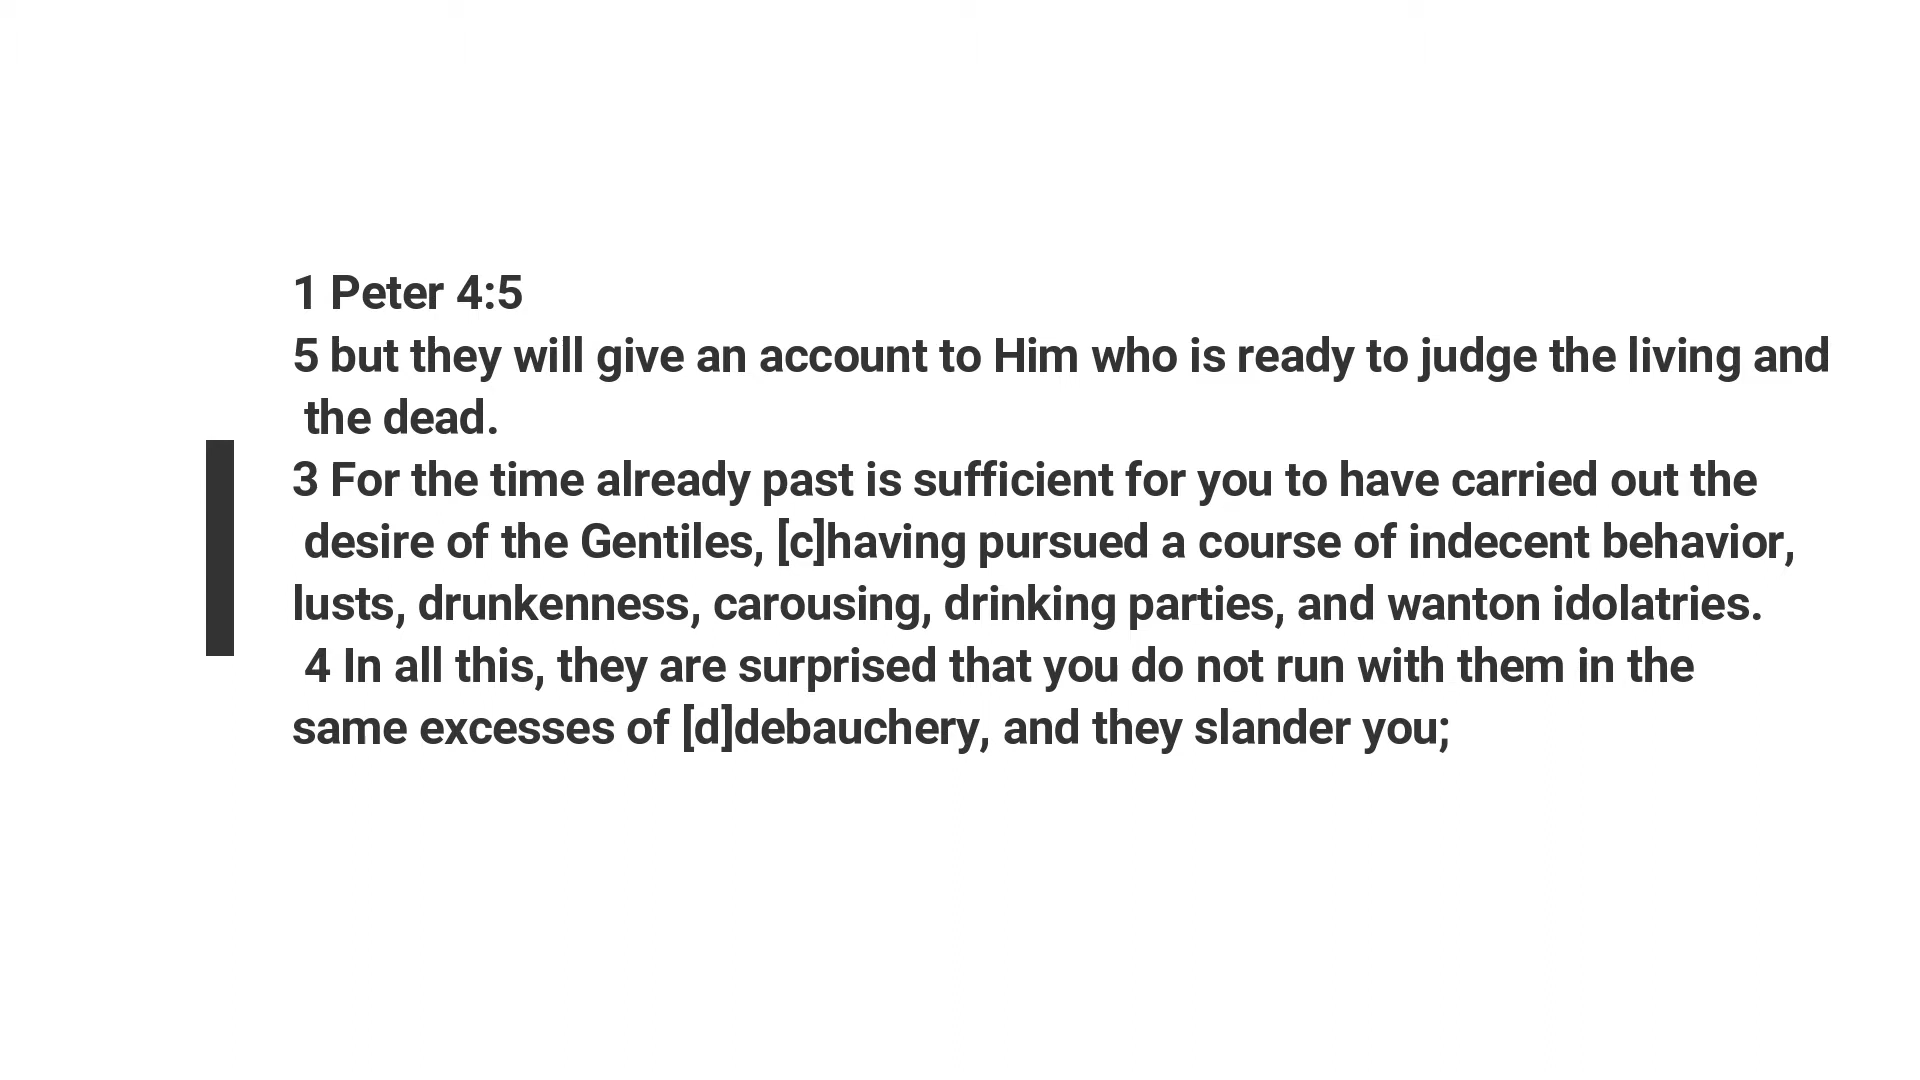 1 Peter 4:5
5 but they will give an account to Him who is ready to judge the living and
the dead.
3 For the time already past is sufficient for you to have carried out the
desire of the Gentiles, [c]having pursued a course of indecent behavior,
lusts, drunkenness, carousing, drinking parties, and wanton idolatries.
4 In all this, they are surprised that you do not run with them in the
same excesses of [d]debauchery, and they slander you;